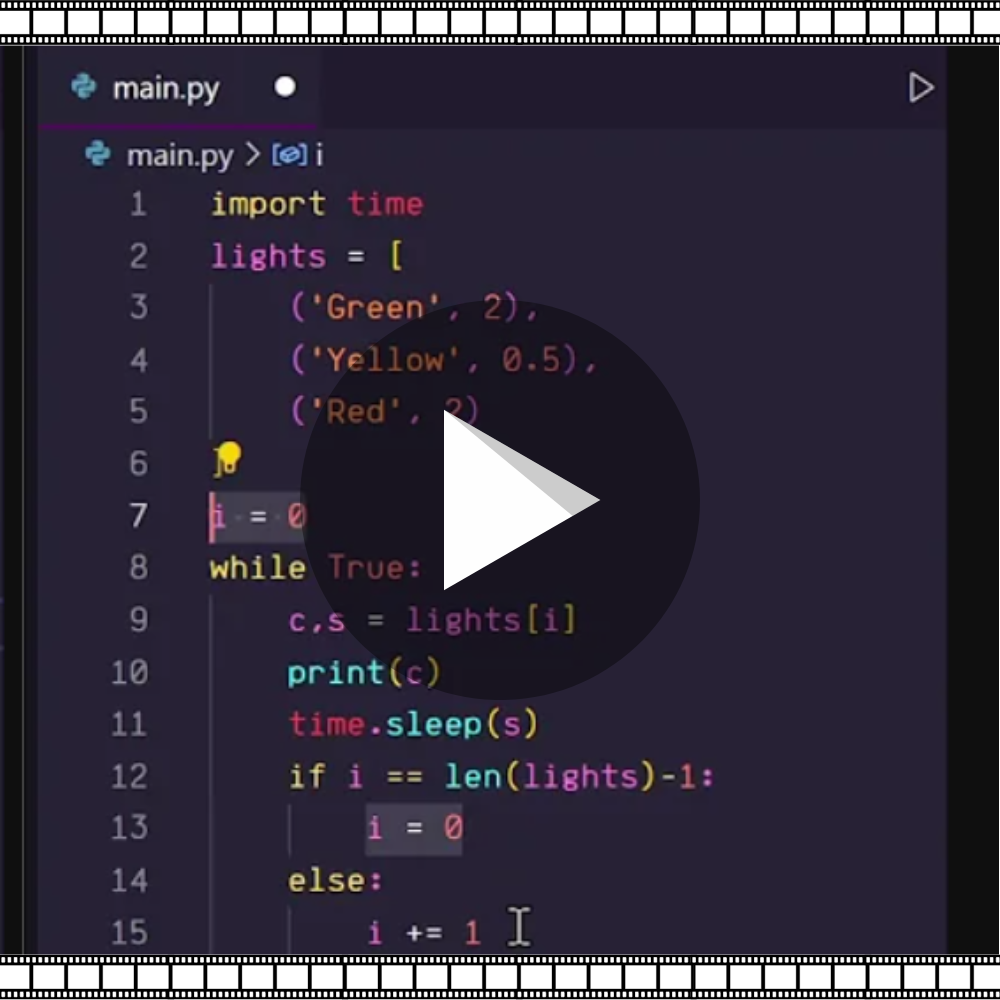 main.py
main.py > i
1 import time
2 lights = [
3     ('Green', 2),
4     ('Yellow', 0.5),
5     ('Red', 2)
6 ]
7 i = 0
8 while True:
9     c,s = lights[i]
10     print(c)
11     time.sleep(s)
12     if i == len(lights)-1:
13         i = 0
14     else:
15         i += 1